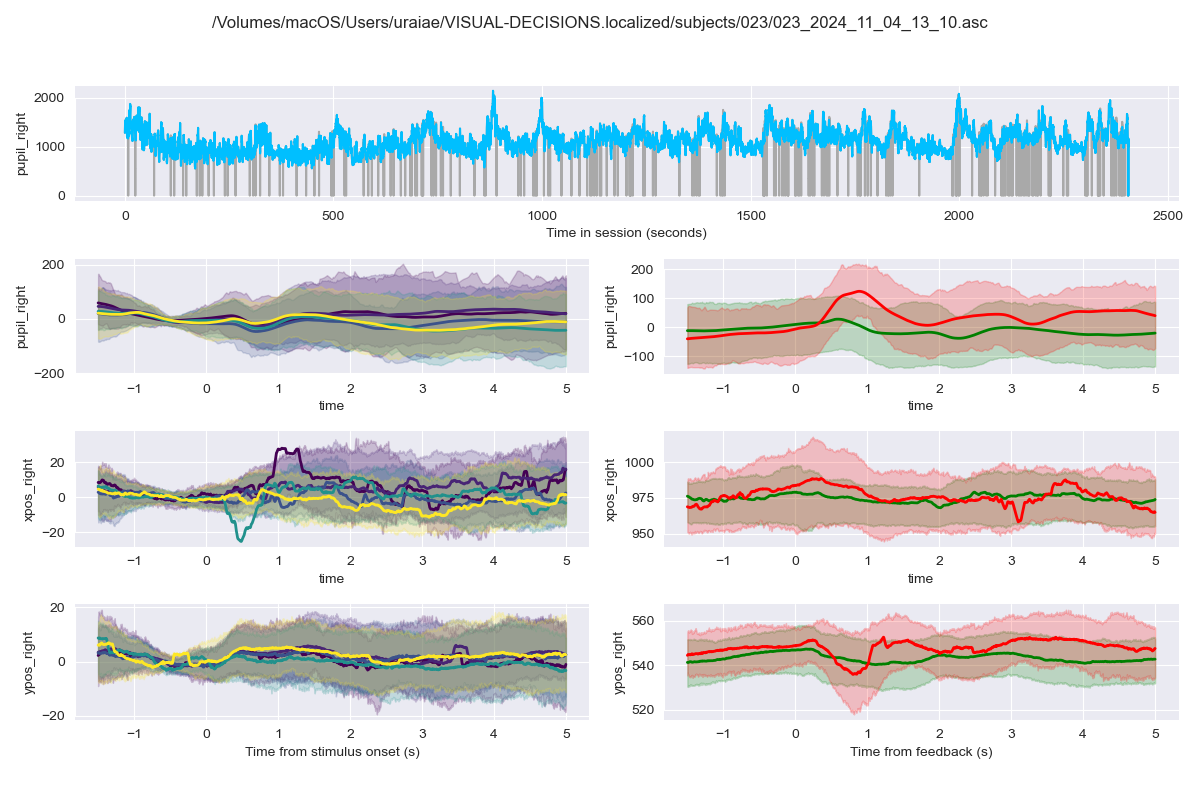 /Volumes/macOS/Users/uraiae/VISUAL-DECISIONS.localized/subjects/023/023_2024_11_04_13_10.asc
pupil_right
2000
1000
0
0 500 1000 1500 2000 2500
Time in session (seconds)
pupil_right
200
0
−200
−1 0 1 2 3 4 5
time
pupil_right
200
100
0
−100
−1 0 1 2 3 4 5
time
xpos_right
20
0
−20
−1 0 1 2 3 4 5
time
xpos_right
1000
975
950
−1 0 1 2 3 4 5
time
ypos_right
20
0
−20
−1 0 1 2 3 4 5
Time from stimulus onset (s)
ypos_right
560
540
520
−1 0 1 2 3 4 5
Time from feedback (s)